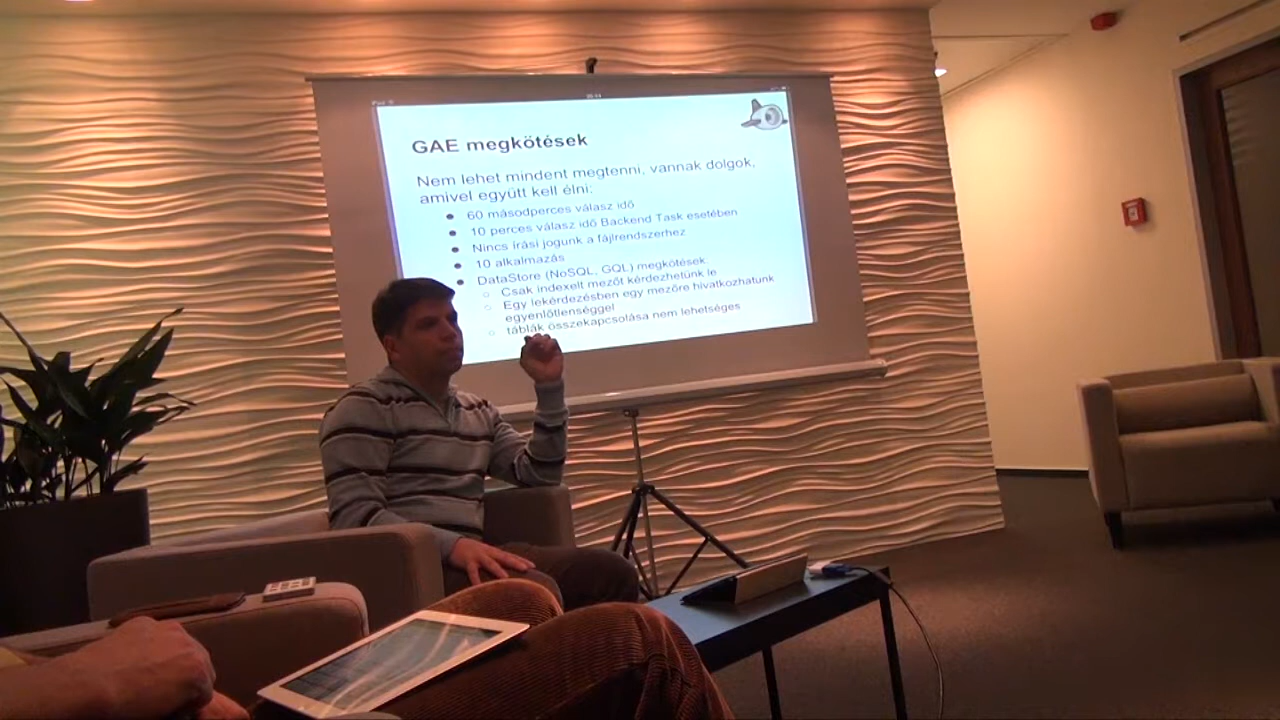 iPad
GAE megkötések
Nem lehet mindent megtenni, vannak dolgok,
amivel együtt kell élni:
60 másodperces válasz idő
10 perces válasz idő Backend Task esetében
Nincs írási jogunk a fájlrendszerhez
10 alkalmazás
DataStore (NoSQL, GQL) megkötések
Csak indexelt mezőt kérdezhetünk le
Egy lekérdezésben egy mezőre hivatkozhatunk
egyenlőtlenséggel
táblák összekapcsolása nem lehetséges